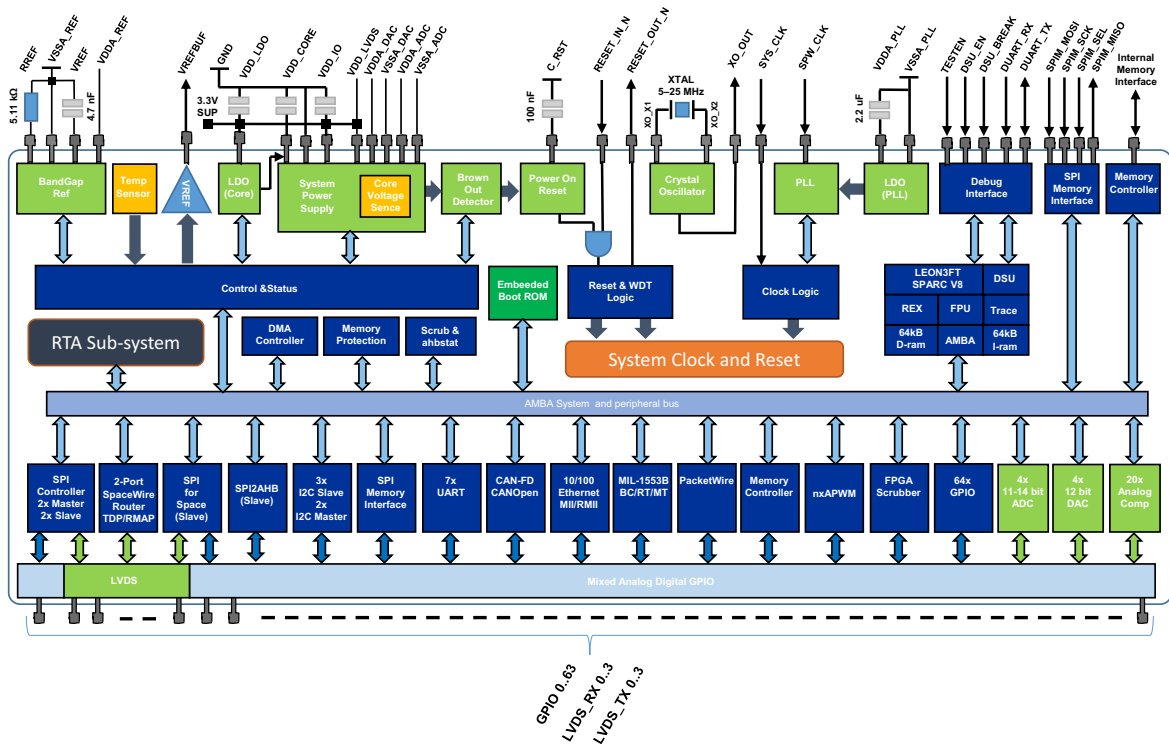 RREF
VSSA_REF
VREF
VDDA_REF
VREFBUF
GND
VDD_LDO
VDD_CORE
VDD_IO
VDD_LVDS
VDDA_DAC
VSSA_DAC
VDDA_ADC
VSSA_ADC
C_RST
RESET_IN_N
RESET_OUT_N
XO_OUT
SYS_CLK
SPW_CLK
VDDA_PLL
VSSA_PLL
TESTEN
DSU_EN
DSU_BREAK
DUART_RX
DUART_TX
SPIM_MOSI
SPIM_SCK
SPIM_SEL
SPIM_MISO
Internal
Memory
Interface
5.11 kΩ
4.7 nF
3.3V
SUP
100 nF
XTAL
5–25 MHz
XO_X1
XO_X2
2.2 uF
BandGap
Ref
Temp
Sensor
VREF
LDO
(Core)
System
Power
Supply
Core
Voltage
Sence
Brown
Out
Detector
Power On
Reset
Crystal
Oscillator
PLL
LDO
(PLL)
Debug
Interface
SPI
Memory
Interface
Memory
Controller
Control &Status
Embeeded
Boot ROM
Reset & WDT
Logic
Clock Logic
LEON3FT
SPARC V8
DSU
REX
FPU
Trace
64kB
D-ram
AMBA
64kB
I-ram
RTA Sub-system
DMA
Controller
Memory
Protection
Scrub &
ahbstat
System Clock and Reset
AMBA System and peripheral bus
SPI
Controller
2x Master
2x Slave
2-Port
SpaceWire
Router
TDP/RMAP
SPI
for
Space
(Slave)
SPI2AHB
(Slave)
3x
I2C Slave
2x
I2C Master
SPI
Memory
Interface
7x
UART
CAN-FD
CANOpen
10/100
Ethernet
MII/RMII
MIL-1553B
BC/RT/MT
PacketWire
Memory
Controller
nxAPWM
FPGA
Scrubber
64x
GPIO
4x
11-14 bit
ADC
4x
12 bit
DAC
20x
Analog
Comp
LVDS
Mixed Analog Digital GPIO
GPIO 0..63
LVDS_RX 0..3
LVDS_TX 0..3